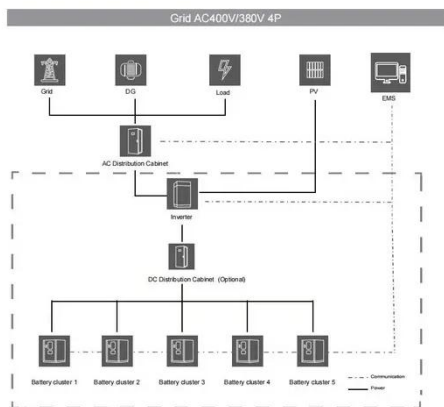 Grid AC400V/380V 4P
Grid
DG
Load
PV
EMS
AC Distribution Cabinet
Inverter
DC Distribution Cabinet (Optional)
Battery cluster 1
Battery cluster 2
Battery cluster 3
Battery cluster 4
Battery cluster 5
Communication
Power